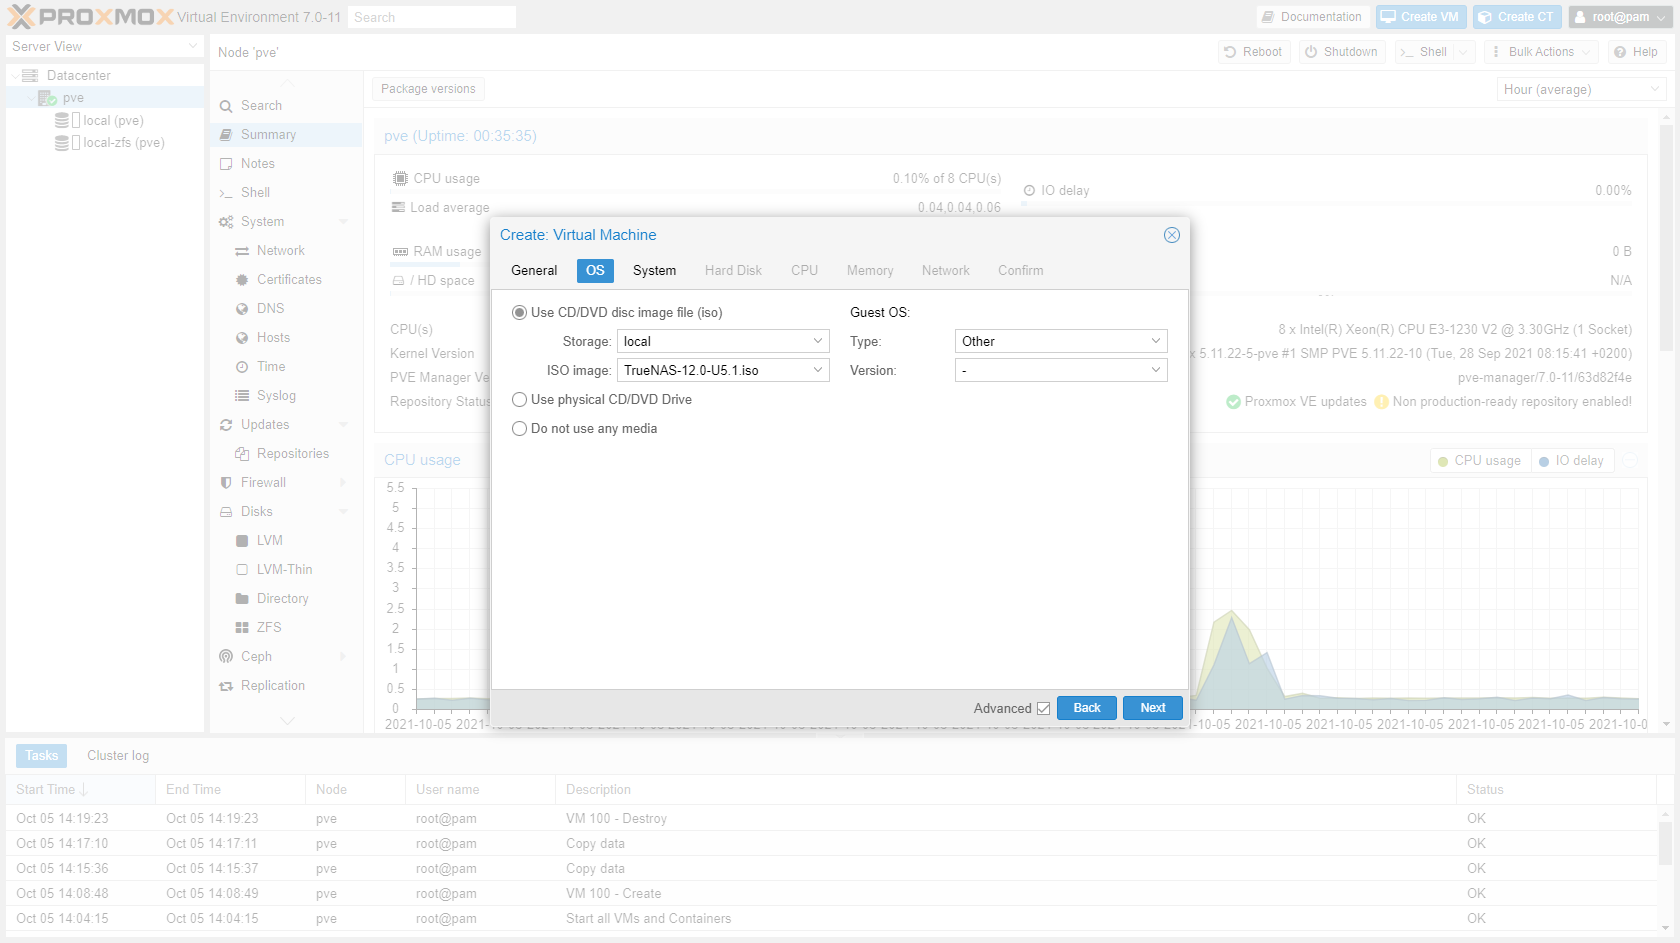 PROXMOX Virtual Environment 7.0-11 Search Documentation Create VM Create CT root@pam
Server View
Node 'pve' Reboot Shutdown >_ Shell Bulk Actions Help
Datacenter
pve
local (pve)
local-zfs (pve)
Search
Summary
Notes
>_ Shell
System
Network
Certificates
DNS
Hosts
Time
Syslog
Updates
Repositories
Firewall
Disks
LVM
LVM-Thin
Directory
ZFS
Ceph
Replication
Package versions Hour (average)
pve (Uptime: 00:35:35)
CPU usage 0.10% of 8 CPU(s) IO delay 0.00%
Load average 0.04,0.04,0.06
RAM usage 0 B
/ HD space N/A
CPU(s) 8 x Intel(R) Xeon(R) CPU E3-1230 V2 @ 3.30GHz (1 Socket)
Kernel Version x 5.11.22-5-pve #1 SMP PVE 5.11.22-10 (Tue, 28 Sep 2021 08:15:41 +0200)
PVE Manager Ve pve-manager/7.0-11/63d82f4e
Repository Status Proxmox VE updates Non production-ready repository enabled!
Create: Virtual Machine
General OS System Hard Disk CPU Memory Network Confirm
Use CD/DVD disc image file (iso) Guest OS:
Storage: local Type: Other
ISO image: TrueNAS-12.0-U5.1.iso Version: -
Use physical CD/DVD Drive
Do not use any media
Advanced Back Next
CPU usage CPU usage IO delay
5.5
5
4.5
4
3.5
3
2.5
2
1.5
1
0.5
0
2021-10-05 2021- 2021-10-05 2021-10-05 2021-10-05 2021-10-05 2021-10-05 2021-10-05 2021-10-0
Tasks Cluster log
Start Time End Time Node User name Description Status
Oct 05 14:19:23 Oct 05 14:19:23 pve root@pam VM 100 - Destroy OK
Oct 05 14:17:10 Oct 05 14:17:11 pve root@pam Copy data OK
Oct 05 14:15:36 Oct 05 14:15:37 pve root@pam Copy data OK
Oct 05 14:08:48 Oct 05 14:08:49 pve root@pam VM 100 - Create OK
Oct 05 14:04:15 Oct 05 14:04:15 pve root@pam Start all VMs and Containers OK